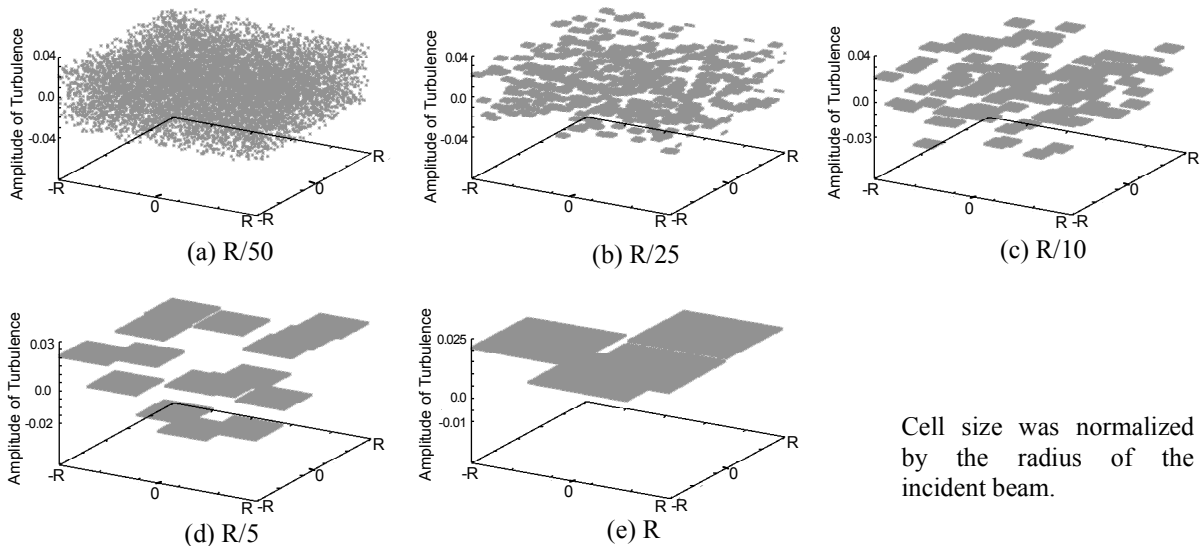 Amplitude of Turbulence
0.04
0.0
-0.04
-R
0
R
-R
0
R
(a) R/50
Amplitude of Turbulence
0.04
0.0
-0.04
-R
0
R
-R
0
R
(b) R/25
Amplitude of Turbulence
0.04
0.0
-0.03
-R
0
R
-R
0
R
(c) R/10
Amplitude of Turbulence
0.03
0.0
-0.02
-R
0
R
-R
0
R
(d) R/5
Amplitude of Turbulence
0.025
0.0
-0.01
-R
0
R
-R
0
R
(e) R
Cell size was normalized
by the radius of the
incident beam.